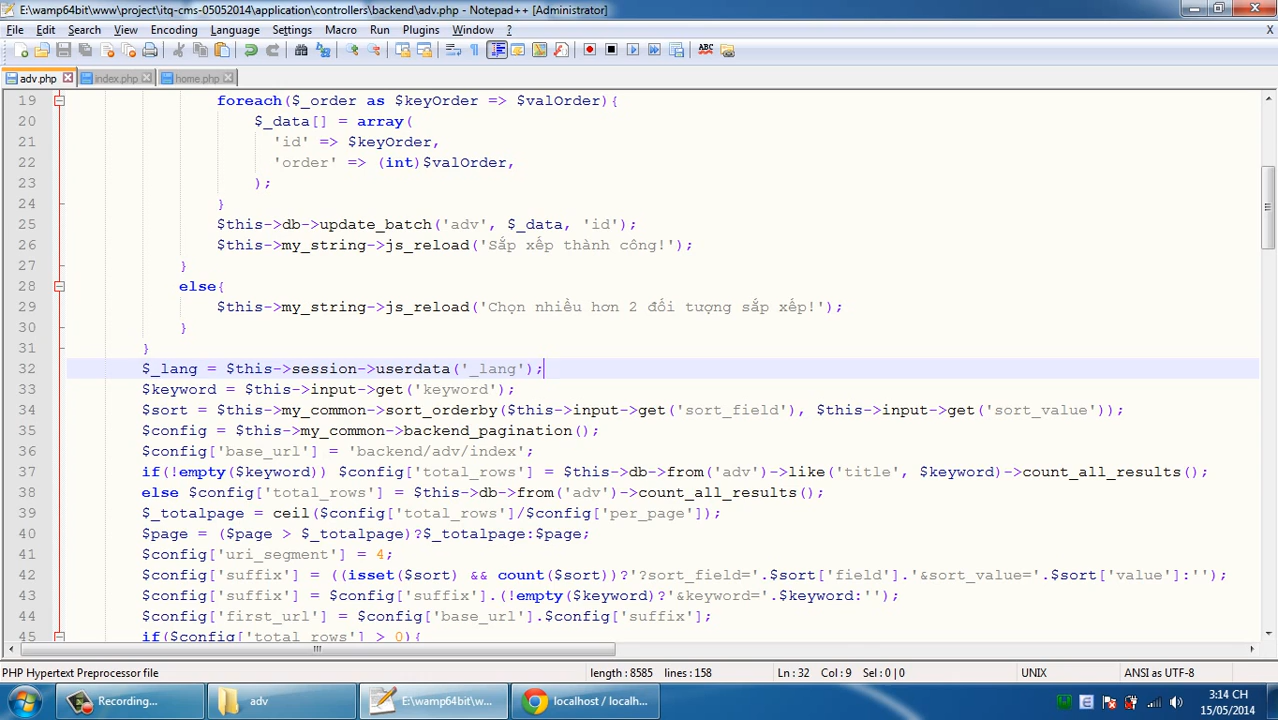 E:\wamp64bit\www\project\itq-cms-05052014\application\controllers\backend\adv.php - Notepad++ [Administrator]
File Edit Search View Encoding Language Settings Macro Run Plugins Window ? X
adv.php index.php home.php
19 foreach($_order as $keyOrder => $valOrder){
20 $_data[] = array(
21 'id' => $keyOrder,
22 'order' => (int)$valOrder,
23 );
24 }
25 $this->db->update_batch('adv', $_data, 'id');
26 $this->my_string->js_reload('Sắp xếp thành công!');
27 }
28 else{
29 $this->my_string->js_reload('Chọn nhiều hơn 2 đối tượng sắp xếp!');
30 }
31 }
32 $_lang = $this->session->userdata('_lang');
33 $keyword = $this->input->get('keyword');
34 $sort = $this->my_common->sort_orderby($this->input->get('sort_field'), $this->input->get('sort_value'));
35 $config = $this->my_common->backend_pagination();
36 $config['base_url'] = 'backend/adv/index';
37 if(!empty($keyword)) $config['total_rows'] = $this->db->from('adv')->like('title', $keyword)->count_all_results();
38 else $config['total_rows'] = $this->db->from('adv')->count_all_results();
39 $_totalpage = ceil($config['total_rows']/$config['per_page']);
40 $page = ($page > $_totalpage)?$_totalpage:$page;
41 $config['uri_segment'] = 4;
42 $config['suffix'] = ((isset($sort) && count($sort))?'?sort_field='.$sort['field'].'&sort_value='.$sort['value']:'');
43 $config['suffix'] = $config['suffix'].(!empty($keyword)?'&keyword='.$keyword:'');
44 $config['first_url'] = $config['base_url'].$config['suffix'];
45 if($config['total_rows'] > 0){
PHP Hypertext Preprocessor file length : 8585 lines : 158 Ln : 32 Col : 9 Sel : 0 | 0 UNIX ANSI as UTF-8
Recording... adv E:\wamp64bit\www\w... localhost / localh... 3:14 CH
15/05/2014